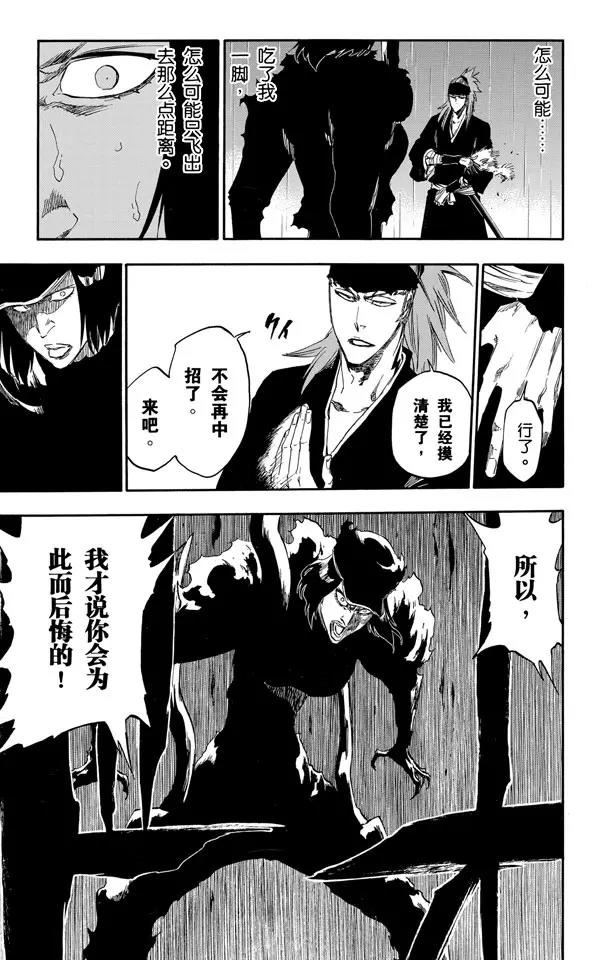 怎么可能……
吃了我
一脚，
怎么可能只飞出
去那么点距离。
行了。
我已经摸
清楚了，
グイ
不会再中
招了。
来吧。
所以，
我才说你会为
此而后悔的！